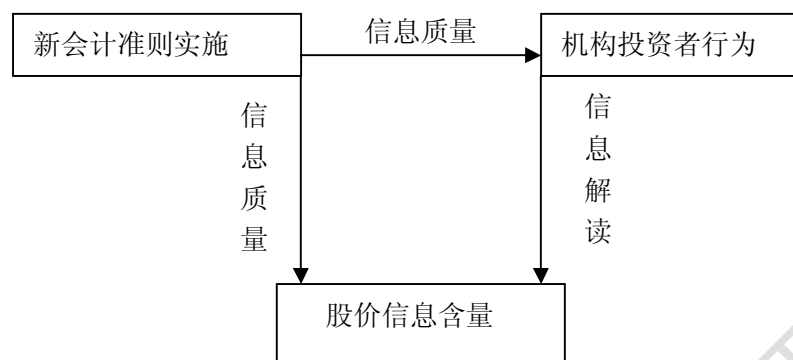 新会计准则实施
信息质量
机构投资者行为
信息质量
信息解读
股价信息含量